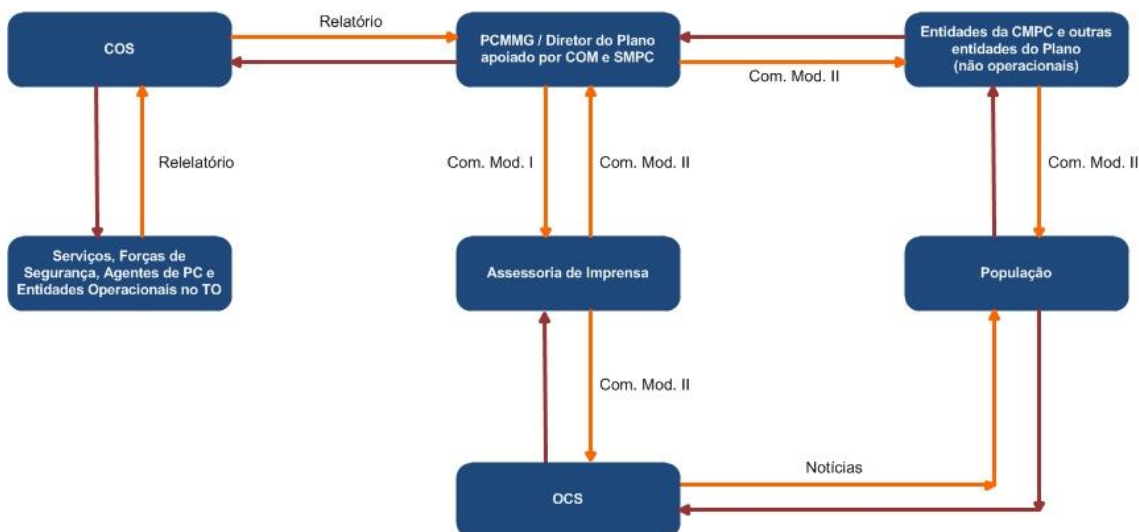 Relatório
COS
PCMMG / Diretor do Plano
apoiado por COM e SMPC
Entidades da CMPC e outras
entidades do Plano
(não operacionais)
Com. Mod. II
Relelatório
Com. Mod. I
Com. Mod. II
Com. Mod. II
Serviços, Forças de
Segurança, Agentes de PC e
Entidades Operacionais no TO
Assessoria de Imprensa
População
Com. Mod. II
Notícias
OCS